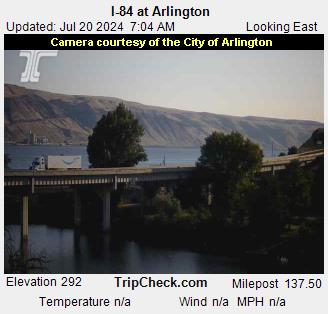 I-84 at Arlington
Updated: Jul 20 2024 7:04 AM Looking East
Camera courtesy of the City of Arlington
Elevation 292 TripCheck.com Milepost 137.50
Temperature n/a Wind n/a MPH n/a